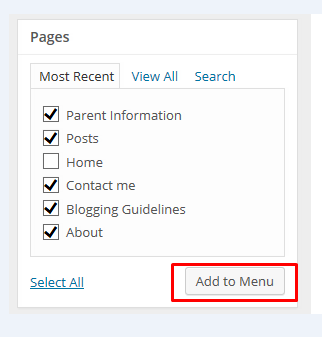 Pages
Most Recent View All Search
Parent Information
Posts
Home
Contact me
Blogging Guidelines
About
Select All Add to Menu